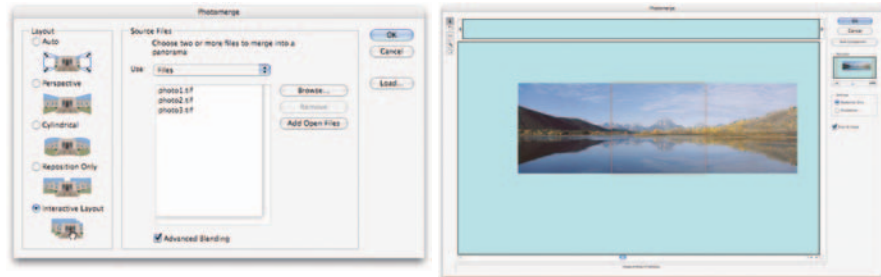 Photomerge
Layout
Auto
Perspective
Cylindrical
Reposition Only
Interactive Layout
Source Files
Choose two or more files to merge into a
panorama
Use: Files
photo1.tif
photo2.tif
photo3.tif
Browse...
Remove
Add Open Files
Advanced Blending
OK
Cancel
Load...
Photomerge
OK
Cancel